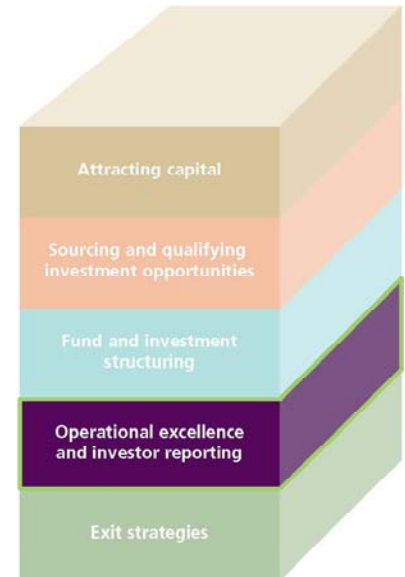 Attracting capital
Sourcing and qualifying
investment opportunities
Fund and investment
structuring
Operational excellence
and investor reporting
Exit strategies